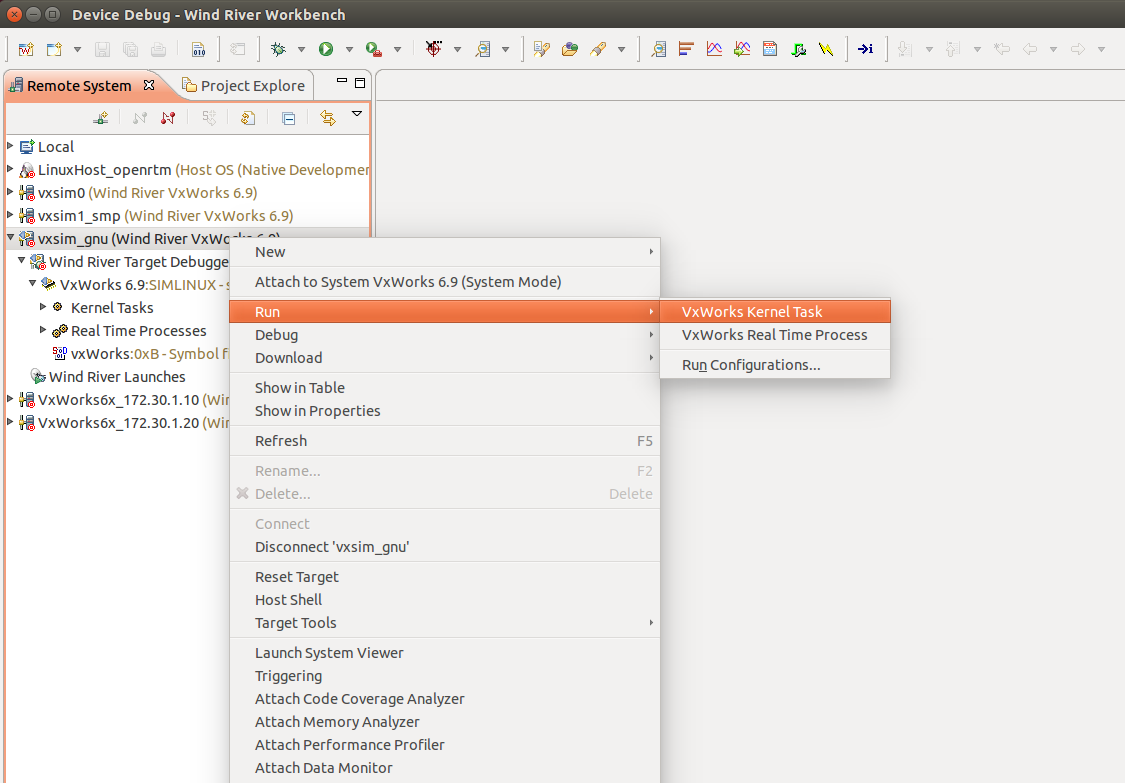 Device Debug - Wind River Workbench
Remote System
Project Explore
Local
LinuxHost_openrtm (Host OS (Native Developmer
vxsim0 (Wind River VxWorks 6.9)
vxsim1_smp (Wind River VxWorks 6.9)
vxsim_gnu (Wind River VxWorks 6.9)
Wind River Target Debugge
VxWorks 6.9:SIMLINUX - s
Kernel Tasks
Real Time Processes
vxWorks:0xB - Symbol f
Wind River Launches
VxWorks6x_172.30.1.10 (Wir
VxWorks6x_172.30.1.20 (Wir
New
Attach to System VxWorks 6.9 (System Mode)
Run
Debug
Download
Show in Table
Show in Properties
Refresh F5
Rename... F2
Delete... Delete
Connect
Disconnect 'vxsim_gnu'
Reset Target
Host Shell
Target Tools
Launch System Viewer
Triggering
Attach Code Coverage Analyzer
Attach Memory Analyzer
Attach Performance Profiler
Attach Data Monitor
VxWorks Kernel Task
VxWorks Real Time Process
Run Configurations...